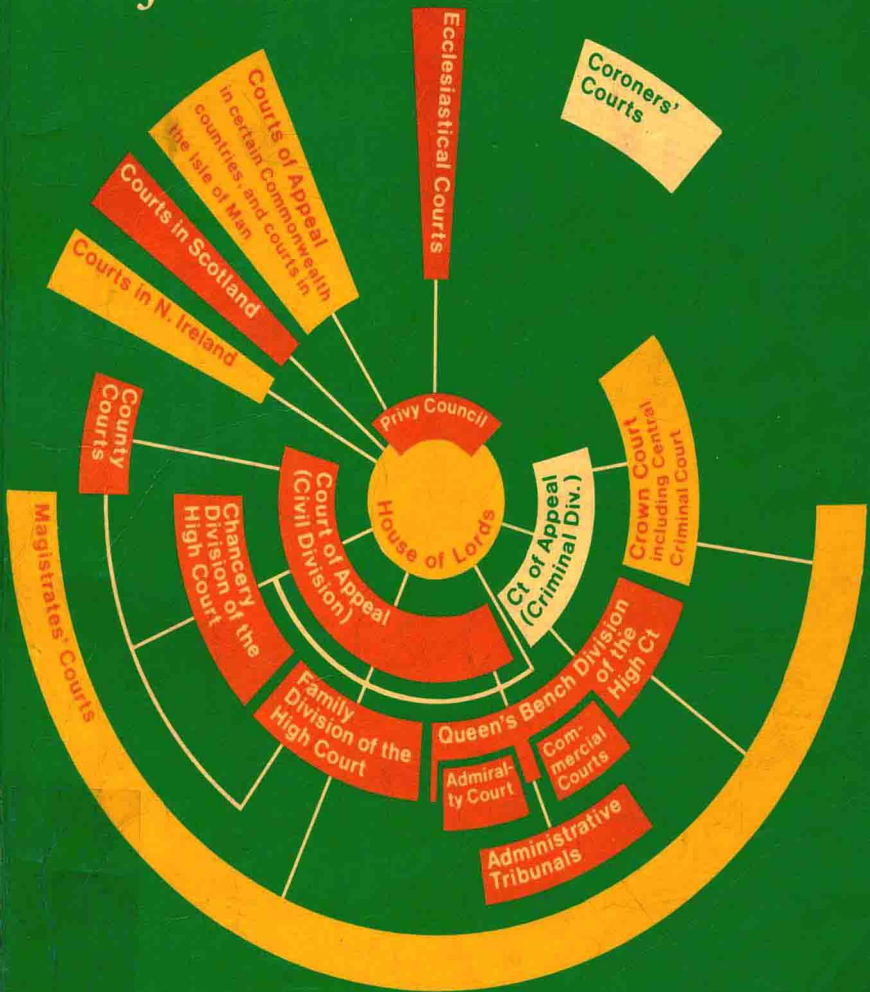 Ecclesiastical Courts
Coroners'
Courts
Courts of Appeal
in certain Commonwealth
countries, and courts in
the Isle of Man
Courts in Scotland
Courts in N. Ireland
County
Courts
Privy Council
House of Lords
Court of Appeal
(Civil Division)
Ct of Appeal
(Criminal Div.)
Crown Court
including Central
Criminal Court
Chancery
Division of the
High Court
Magistrates' Courts
Family
Division of the
High Court
Queen's Bench Division
of the
High Ct
Admiral-
ty Court
Com-
mercial
Courts
Administrative
Tribunals